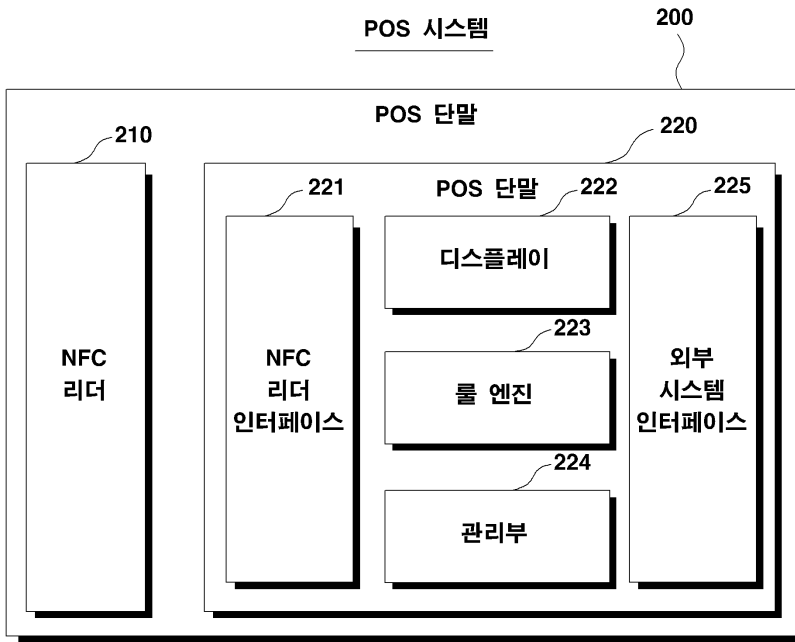 POS 시스템
200
POS 단말
210
220
POS 단말
221
222
225
디스플레이
NFC
리더
NFC
리더
인터페이스
223
룰 엔진
외부
시스템
인터페이스
224
관리부